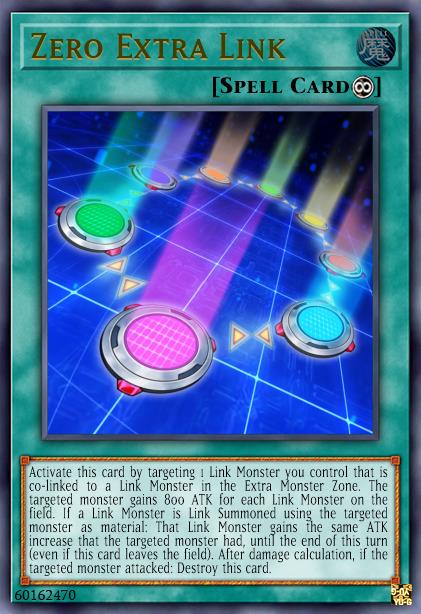 Zero Extra Link
魔
[Spell Card]
Activate this card by targeting 1 Link Monster you control that is
co-linked to a Link Monster in the Extra Monster Zone. The
targeted monster gains 800 ATK for each Link Monster on the
field. If a Link Monster is Link Summoned using the targeted
monster as material: That Link Monster gains the same ATK
increase that the targeted monster had, until the end of this turn
(even if this card leaves the field). After damage calculation, if the
targeted monster attacked: Destroy this card.
60162470